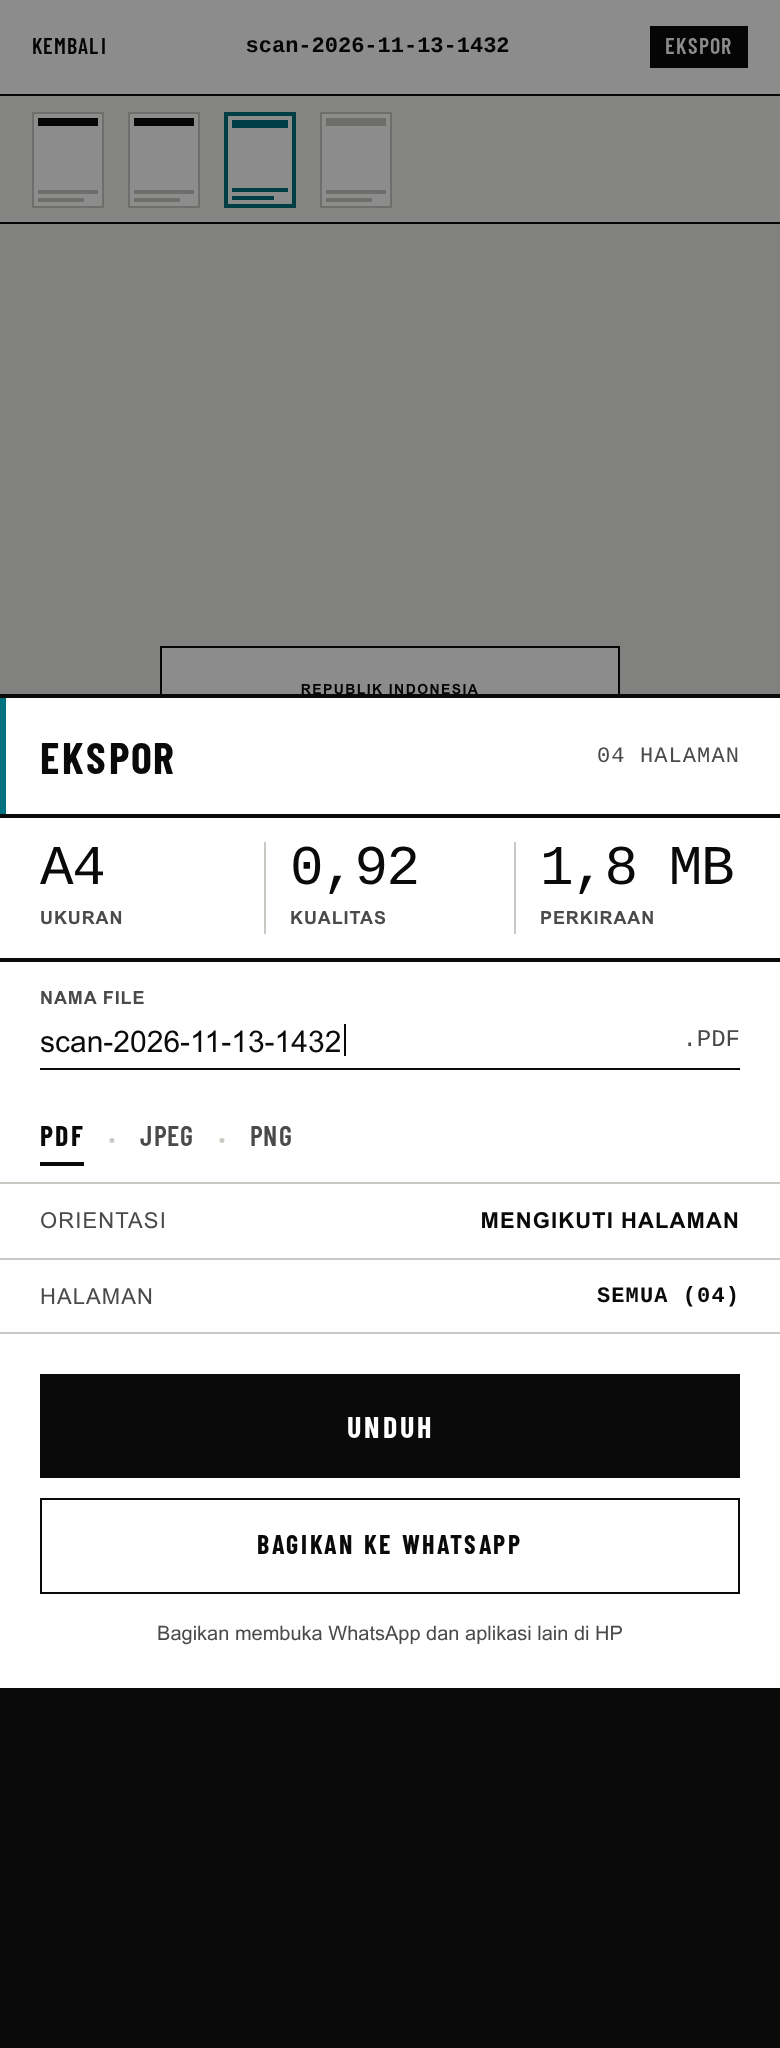 KEMBALI scan-2026-11-13-1432 EKSPOR
REPUBLIK INDONESIA
EKSPOR 04 HALAMAN
A4 0,92 1,8 MB
UKURAN KUALITAS PERKIRAAN
NAMA FILE
scan-2026-11-13-1432 .PDF
PDF · JPEG · PNG
ORIENTASI MENGIKUTI HALAMAN
HALAMAN SEMUA (04)
UNDUH
BAGIKAN KE WHATSAPP
Bagikan membuka WhatsApp dan aplikasi lain di HP